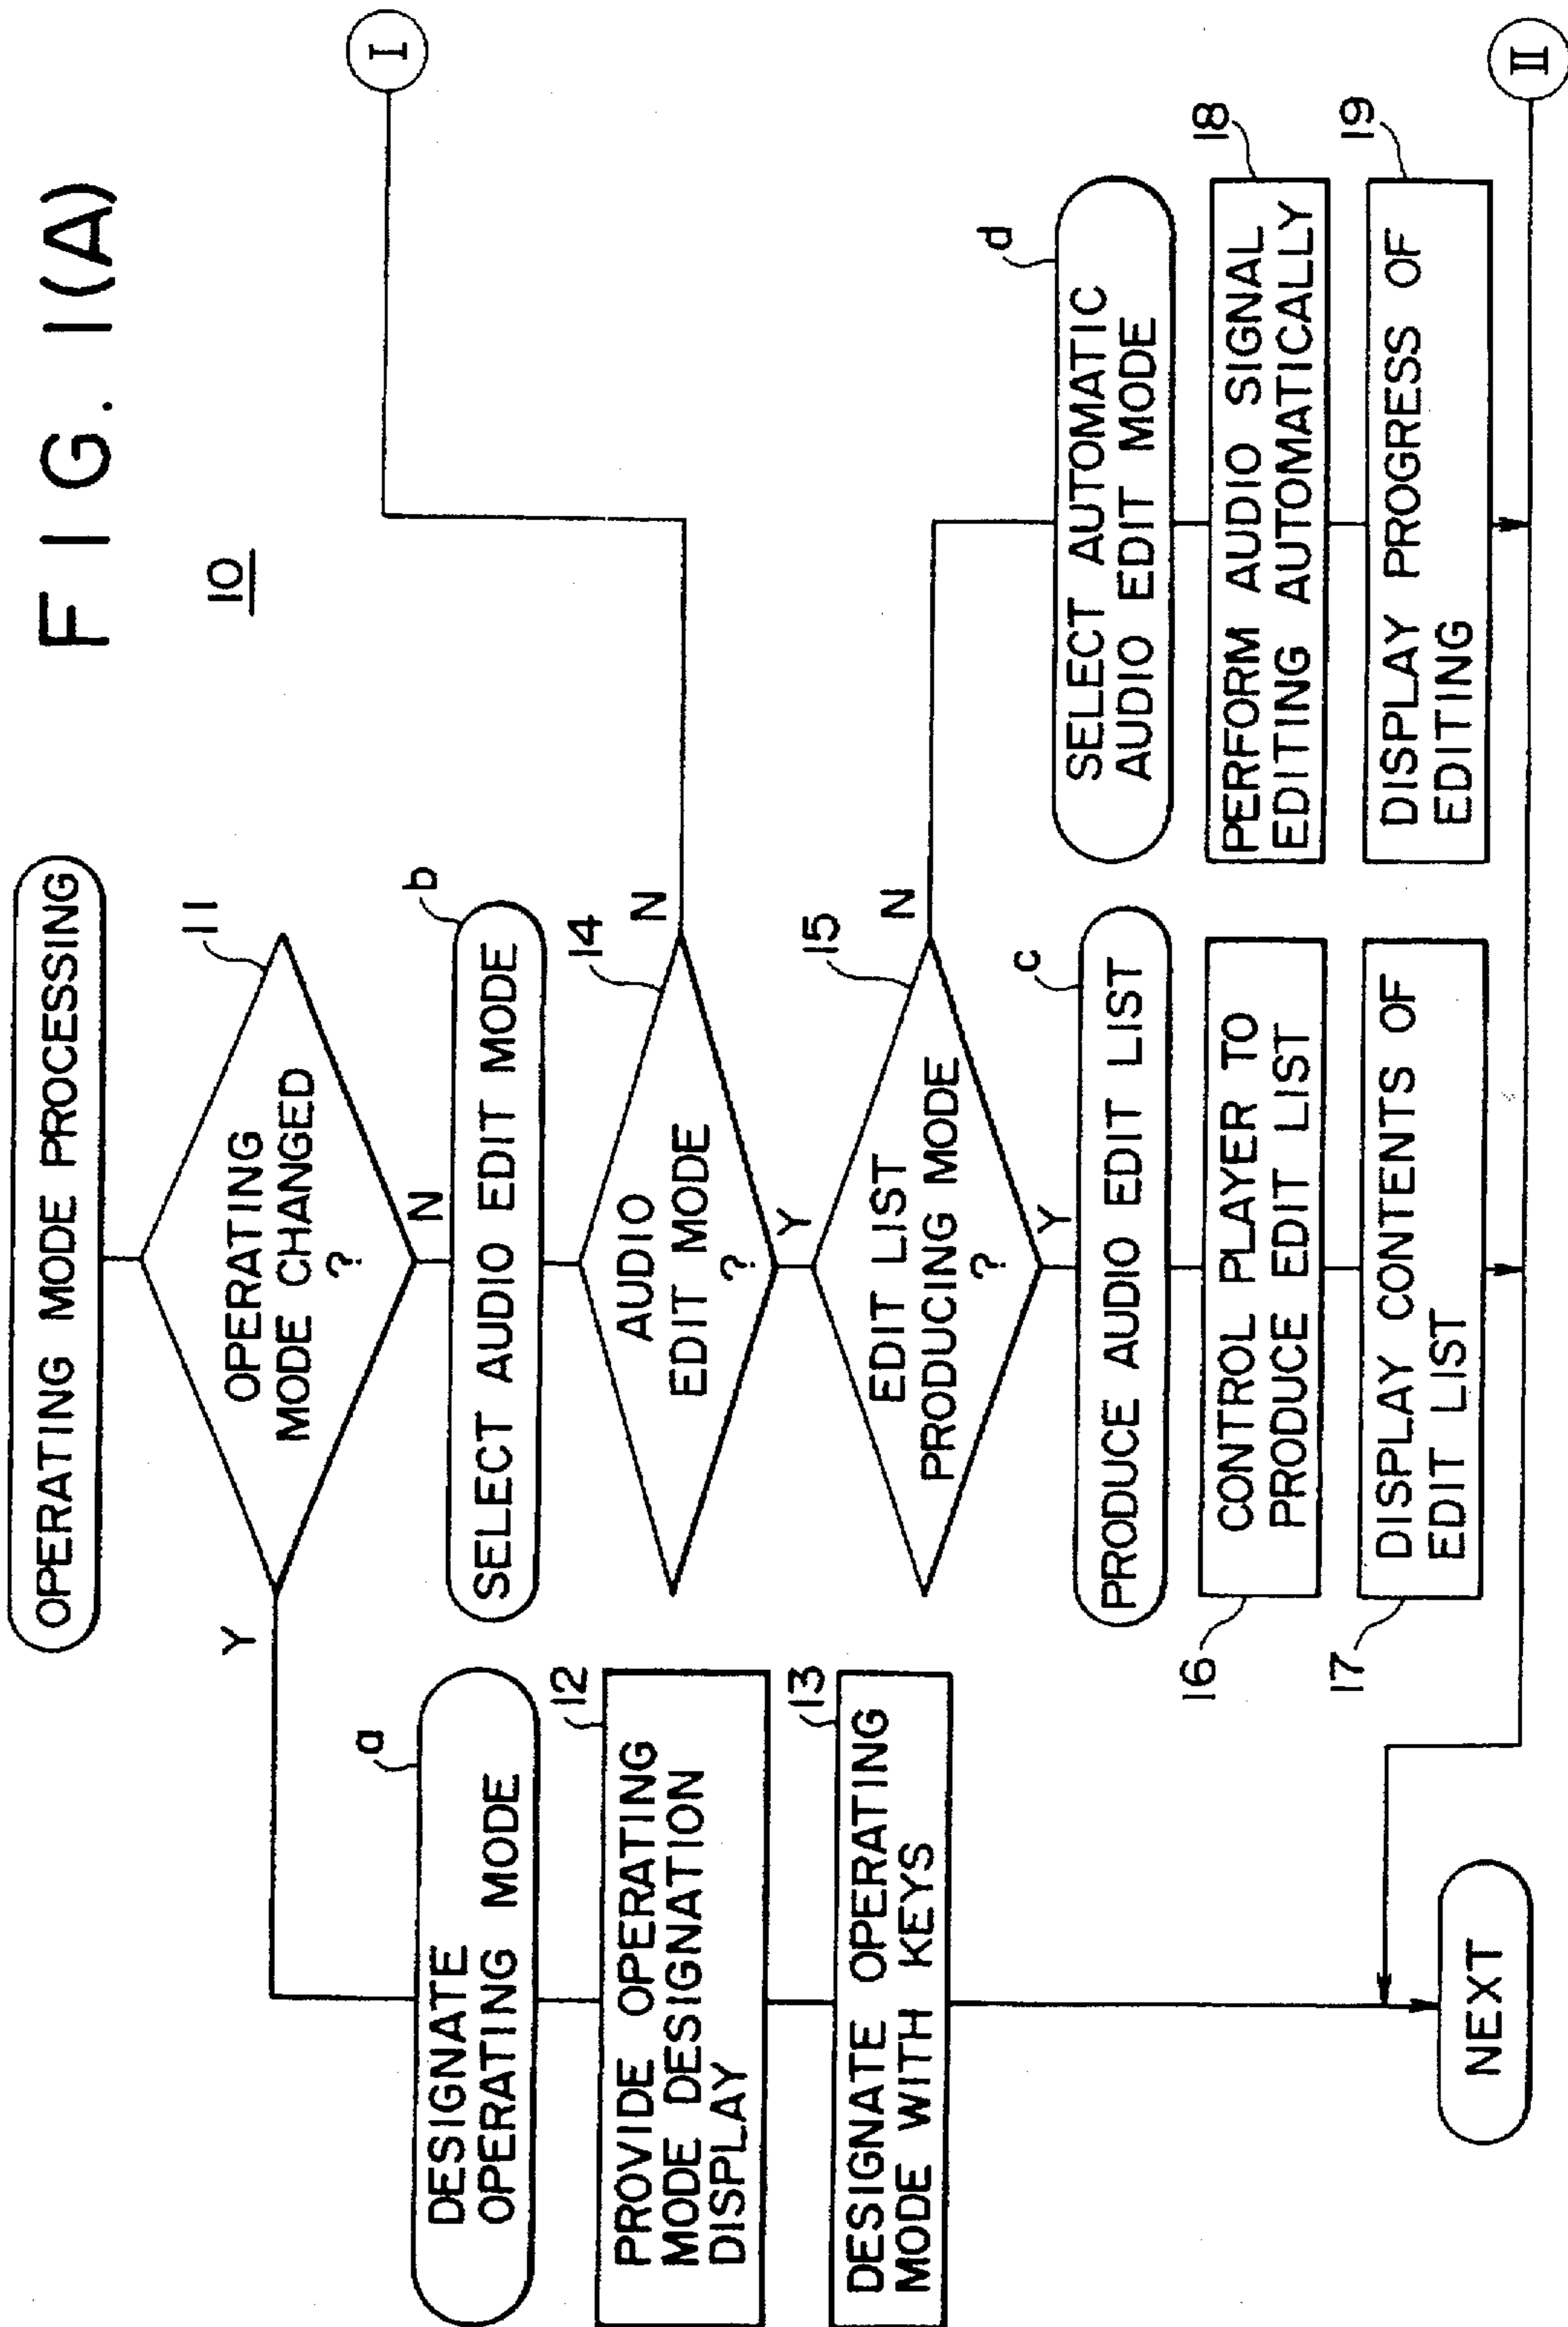 FIG. 1(A)
10
OPERATING MODE PROCESSING
11
OPERATING
MODE CHANGED
?
Y
N
I
a
DESIGNATE
OPERATING MODE
12
PROVIDE OPERATING
MODE DESIGNATION
DISPLAY
13
DESIGNATE OPERATING
MODE WITH KEYS
NEXT
b
SELECT AUDIO EDIT MODE
14
AUDIO
EDIT MODE
?
N
Y
15
EDIT LIST
PRODUCING MODE
?
N
Y
c
PRODUCE AUDIO EDIT LIST
16
CONTROL PLAYER TO
PRODUCE EDIT LIST
17
DISPLAY CONTENTS OF
EDIT LIST
d
SELECT AUTOMATIC
AUDIO EDIT MODE
18
PERFORM AUDIO SIGNAL
EDITING AUTOMATICALLY
19
DISPLAY PROGRESS OF
EDITING
II